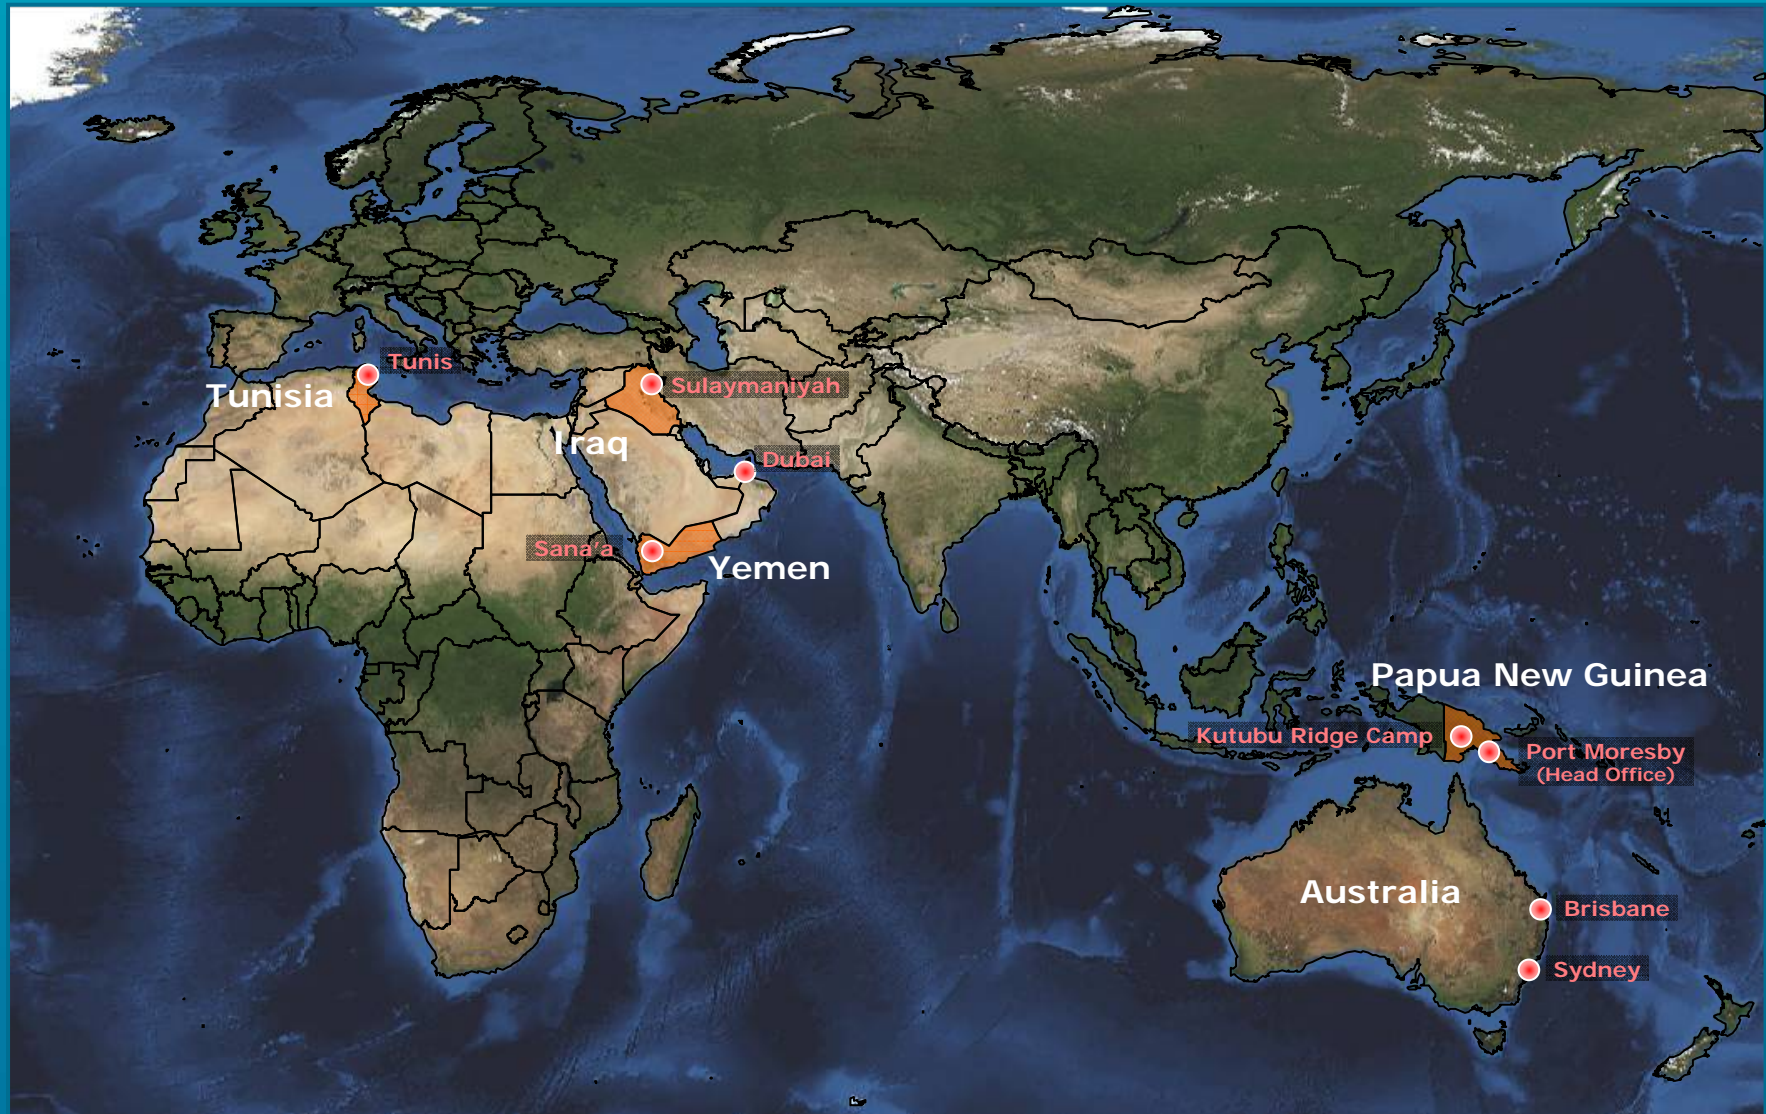 Tunis
Tunisia
Sulaymaniyah
Iraq
Dubai
Sana'a
Yemen
Papua New Guinea
Kutubu Ridge Camp
Port Moresby
(Head Office)
Australia
Brisbane
Sydney